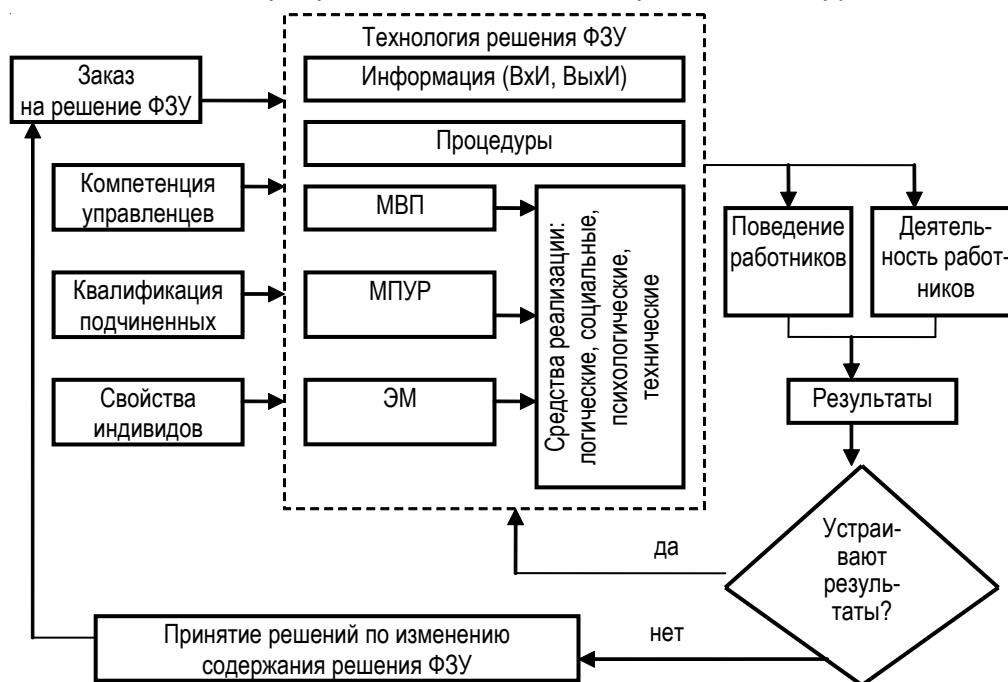 Технология решения ФЗУ
Заказ
на решение ФЗУ
Информация (ВхИ, ВыхИ)
Процедуры
Компетенция
управленцев
МВП
Квалификация
подчиненных
МПУР
Свойства
индивидов
ЭМ
Средства реализации:
логические, социальные,
психологические,
технические
Поведение
работников
Деятель-
ность работ-
ников
Результаты
Устраи-
вают
резуль-
таты?
да
нет
Принятие решений по изменению
содержания решения ФЗУ